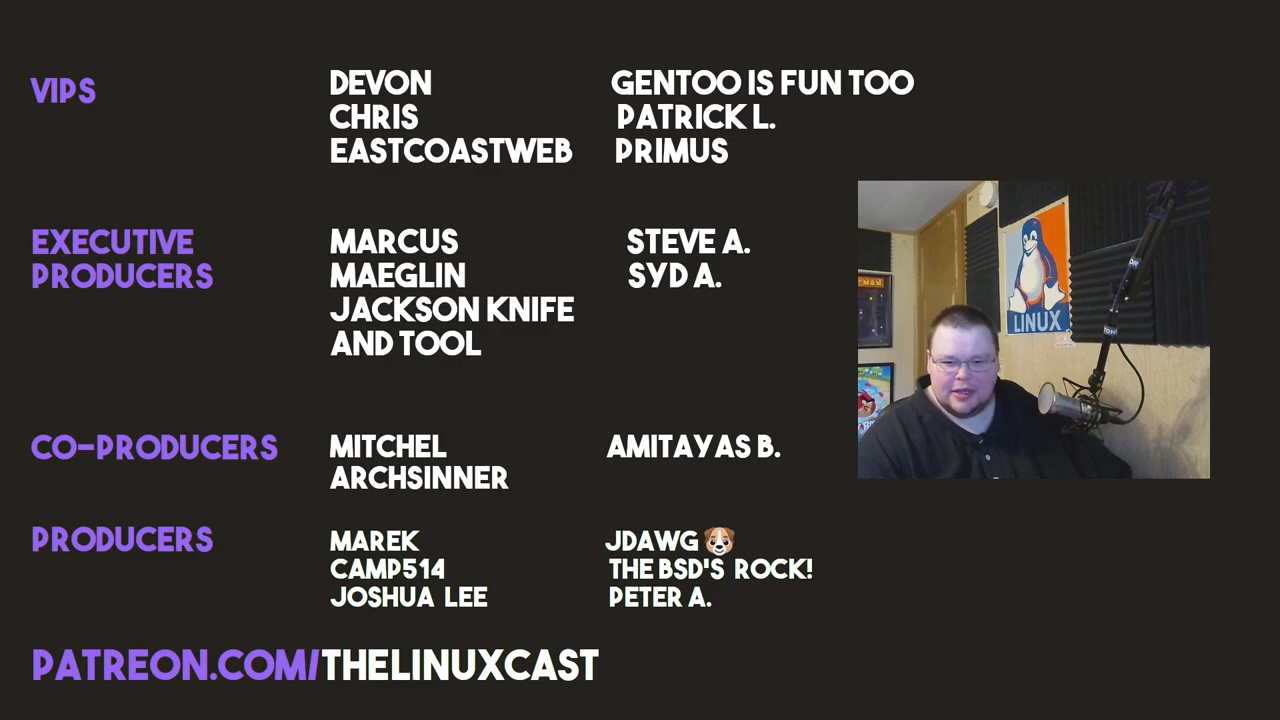 VIPS
DEVON
GENTOO IS FUN TOO
CHRIS
PATRICK L.
EASTCOASTWEB
PRIMUS
EXECUTIVE
PRODUCERS
MARCUS
STEVE A.
MAEGLIN
SYD A.
JACKSON KNIFE
AND TOOL
LINUX
CO-PRODUCERS
MITCHEL
AMITAYAS B.
ARCHSINNER
PRODUCERS
MAREK
JDAWG 🐶
CAMP514
THE BSD'S ROCK!
JOSHUA LEE
PETER A.
PATREON.COM/THELINUXCAST